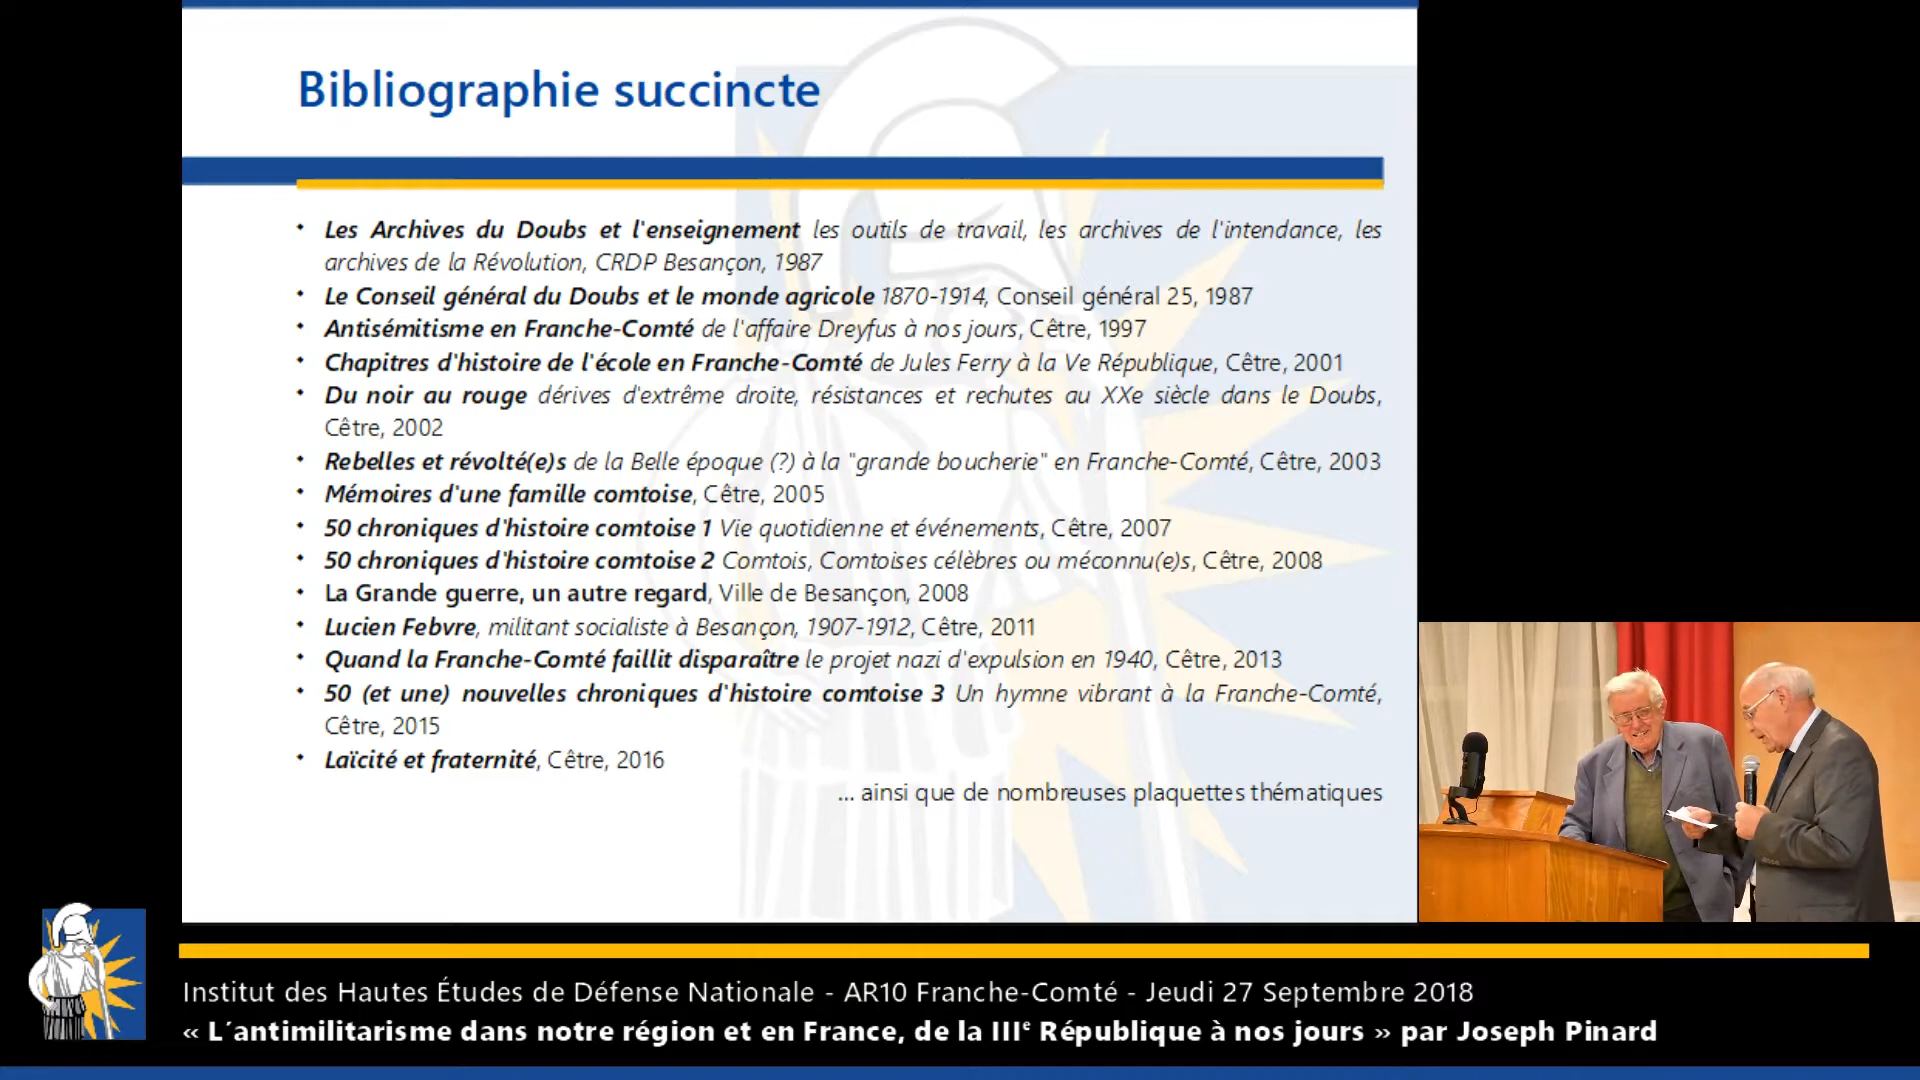 Bibliographie succincte
Les Archives du Doubs et l'enseignement les outils de travail, les archives de l'intendance, les
archives de la Révolution, CRDP Besançon, 1987
Le Conseil général du Doubs et le monde agricole 1870-1914, Conseil général 25, 1987
Antisémitisme en Franche-Comté de l'affaire Dreyfus à nos jours, Cêtre, 1997
Chapitres d'histoire de l'école en Franche-Comté de Jules Ferry à la Ve République, Cêtre, 2001
Du noir au rouge dérives d'extrême droite, résistances et rechutes au XXe siècle dans le Doubs,
Cêtre, 2002
Rebelles et révolté(e)s de la Belle époque (?) à la "grande boucherie" en Franche-Comté, Cêtre, 2003
Mémoires d'une famille comtoise, Cêtre, 2005
50 chroniques d'histoire comtoise 1 Vie quotidienne et événements, Cêtre, 2007
50 chroniques d'histoire comtoise 2 Comtois, Comtoises célèbres ou méconnu(e)s, Cêtre, 2008
La Grande guerre, un autre regard, Ville de Besançon, 2008
Lucien Febvre, militant socialiste à Besançon, 1907-1912, Cêtre, 2011
Quand la Franche-Comté faillit disparaître le projet nazi d'expulsion en 1940, Cêtre, 2013
50 (et une) nouvelles chroniques d'histoire comtoise 3 Un hymne vibrant à la Franche-Comté,
Cêtre, 2015
Laïcité et fraternité, Cêtre, 2016
... ainsi que de nombreuses plaquettes thématiques
Institut des Hautes Études de Défense Nationale - AR10 Franche-Comté - Jeudi 27 Septembre 2018
« L´antimilitarisme dans notre région et en France, de la IIIᵉ République à nos jours » par Joseph Pinard